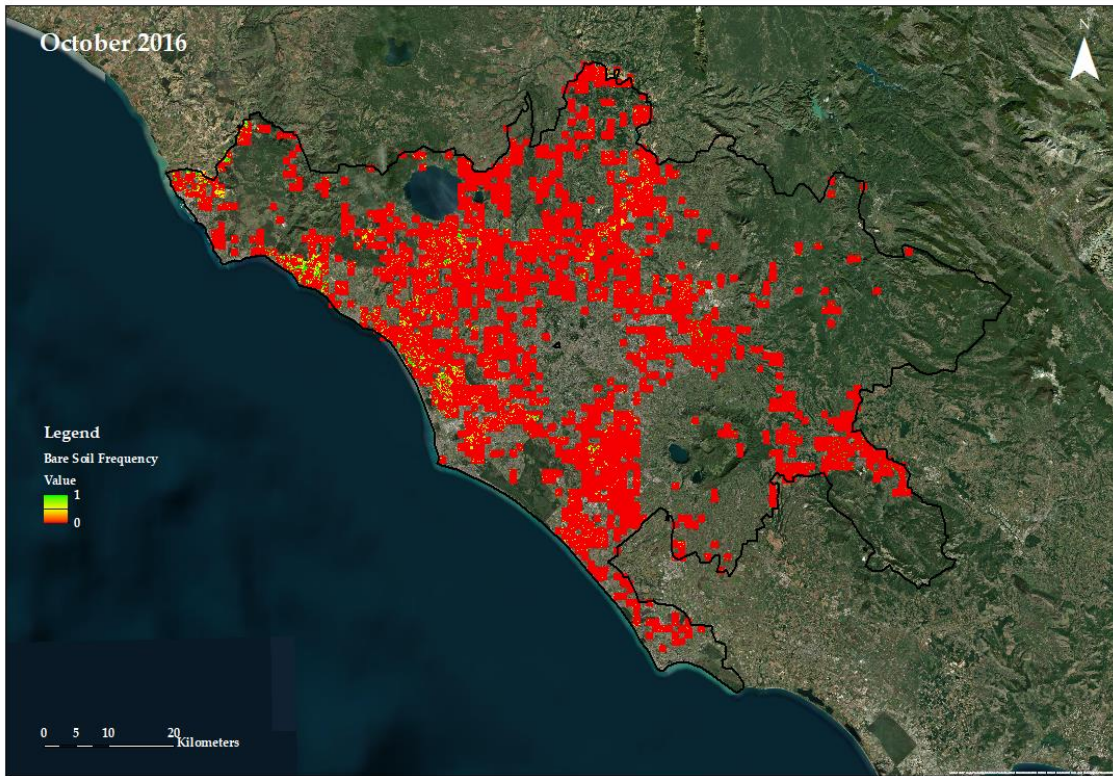 October 2016
N
Legend
Bare Soil Frequency
Value
1
0
0 5 10 20
Kilometers